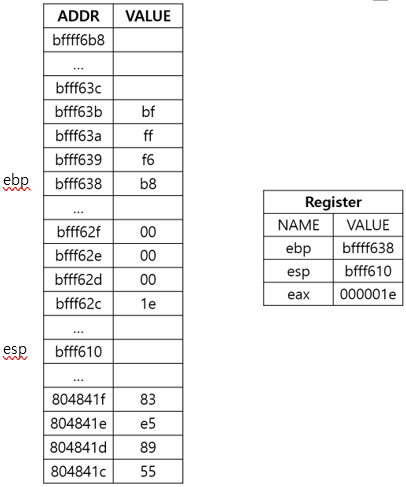 ADDR VALUE
bffff6b8
...
bfff63c
bfff63b bf
bfff63a ff
bfff639 f6
ebp bfff638 b8
...
bfff62f 00
bfff62e 00
bfff62d 00
bfff62c 1e
...
esp bfff610
...
804841f 83
804841e e5
804841d 89
804841c 55
Register
NAME VALUE
ebp bffff638
esp bfff610
eax 000001e